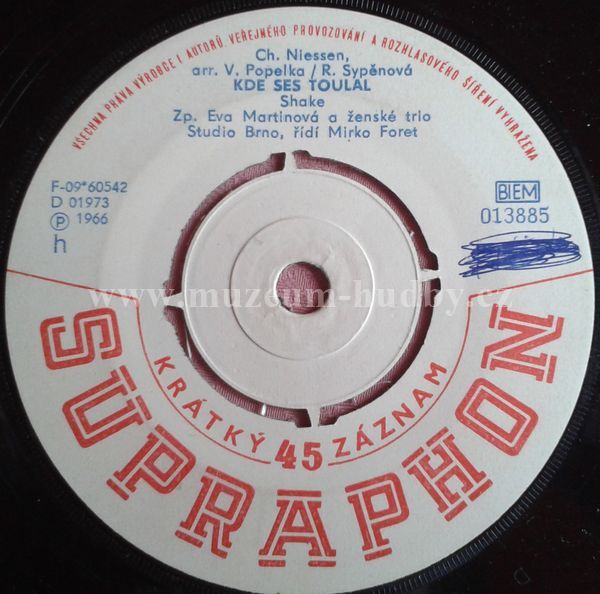 VŠECHNA PRÁVA VÝROBCE I AUTORŮ VEŘEJNÉHO PROVOZOVÁNÍ A ROZHLASOVÉHO ŠÍŘENÍ VYHRAŽENA
Ch. Niessen,
arr. V. Popelka / R. Sypěnová
KDE SES TOULAL
Shake
Zp. Eva Martinová a ženské trio
Studio Brno, řídí Mirko Foret
F-09*60542
D 01973
Ⓟ 1966
h
BIEM
013885
www.muzeum-hudby.cz
KRÁTKÝ 45 ZÁZNAM
SUPRAPHON